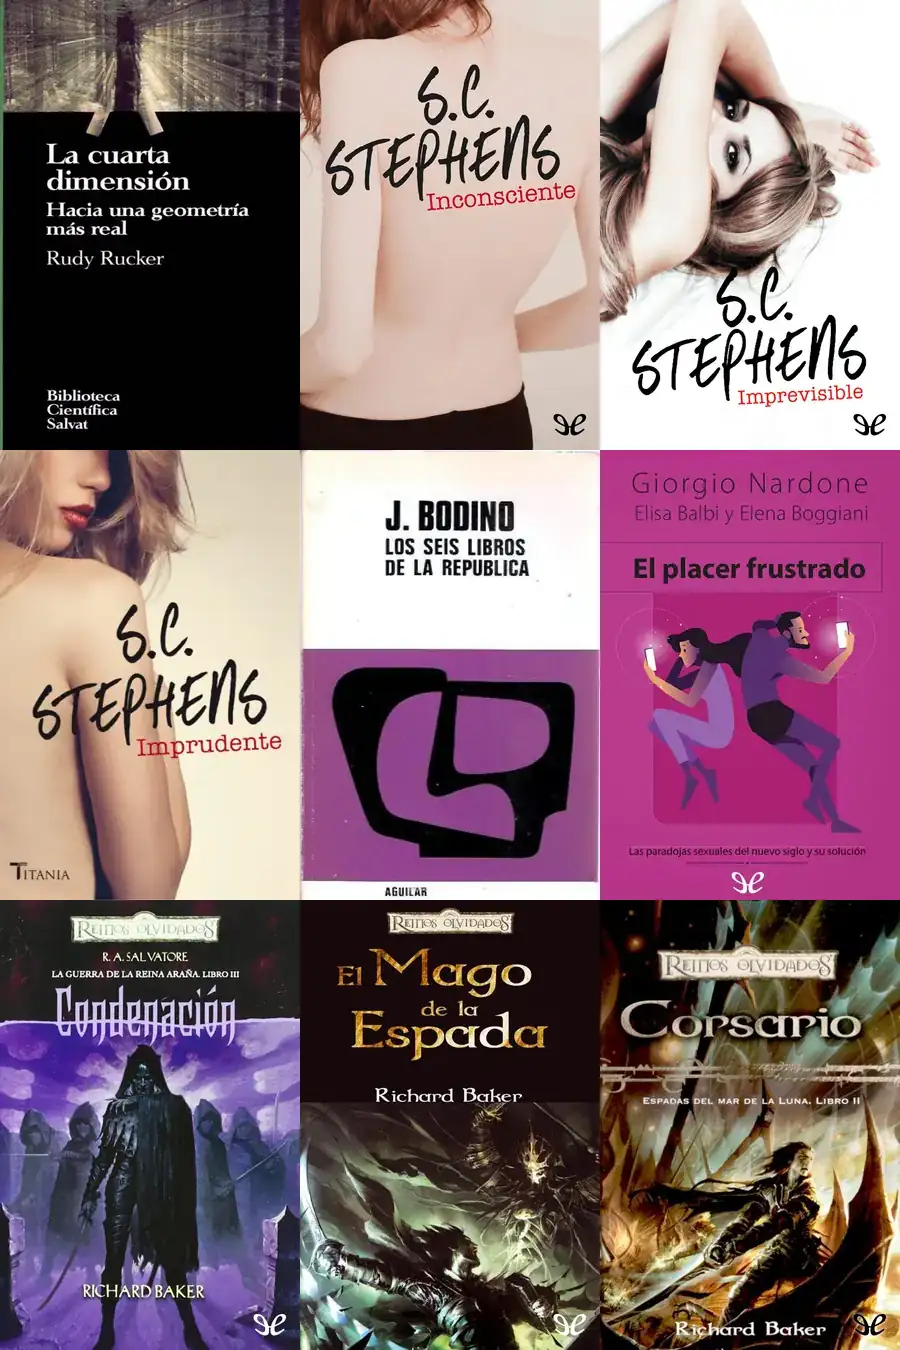 La cuarta
dimensión
Hacia una geometría
más real
Rudy Rucker
Biblioteca
Científica
Salvat
S.C.
STEPHENS
Inconsciente
S.C.
STEPHENS
Imprevisible
S.C.
STEPHENS
Imprudente
TITANIA
J. BODINO
LOS SEIS LIBROS
DE LA REPUBLICA
AGUILAR
Giorgio Nardone
Elisa Balbi y Elena Boggiani
El placer frustrado
Las paradojas sexuales del nuevo siglo y su solución
REINOS OLVIDADOS
R. A. SALVATORE
LA GUERRA DE LA REINA ARAÑA. LIBRO III
Condenación
RICHARD BAKER
REINOS OLVIDADOS
El Mago
de la
Espada
Richard Baker
REINOS OLVIDADOS
Corsario
ESPADAS DEL MAR DE LA LUNA. LIBRO II
Richard Baker